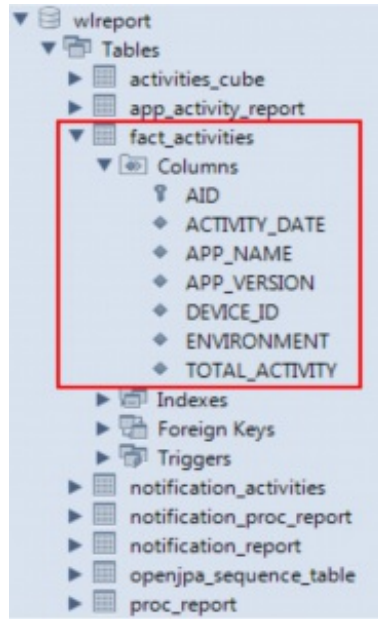 wlreport
Tables
activities_cube
app_activity_report
fact_activities
Columns
AID
ACTIVITY_DATE
APP_NAME
APP_VERSION
DEVICE_ID
ENVIRONMENT
TOTAL_ACTIVITY
Indexes
Foreign Keys
Triggers
notification_activities
notification_proc_report
notification_report
openjpa_sequence_table
proc_report